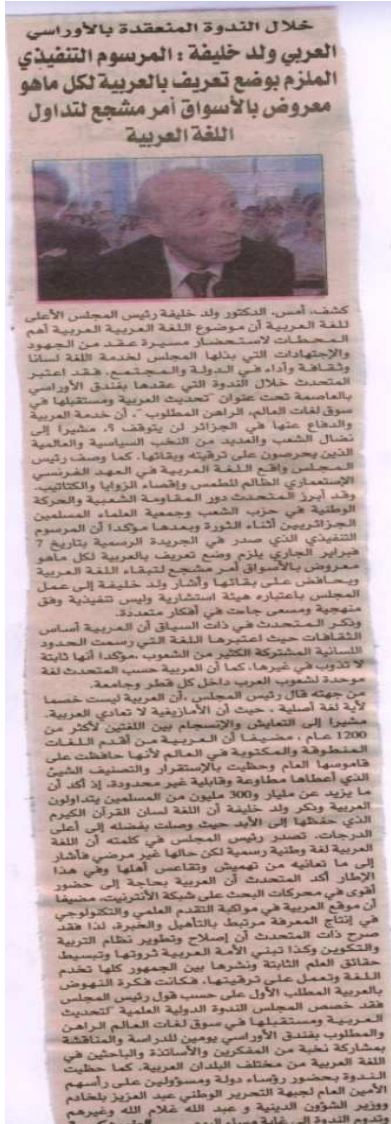 خلال الندوة المنعقدة بالأوراسي
العربي ولد خليفة : المرسوم التنفيذي
الملزم بوضع تعريف بالعربية لكل ماهو
معروض بالأسواق أمر مشجع لتداول
اللغة العربية
كشف، أمس، الدكتور ولد خليفة رئيس المجلس الأعلى
للغة العربية أن موضوع اللغة العربية العربية أهم
المحطات لاستحضار مسيرة عقد من الجهود
والإجتهادات التي بذلها المجلس لخدمة اللغة لسانا
وثقافة وأداء في الدولة والمجتمع. فقد اعتبر
المتحدث خلال الندوة التي عقدها بفندق الأوراسي
بالعاصمة تحت عنوان "تحديث العربية ومستقبلها في
سوق لغات العالم، الراهن المطلوب"، أن خدمة العربية
والدفاع عنها في الجزائر لن يتوقف ؟، مشيرا إلى
نضال الشعب والعديد من النخب السياسية والعالمية
الذين يحرصون على ترقيته وبقائها. كما وصف رئيس
المجلس واقع اللغة العربية في العهد الفرنسي
الإستعماري الظالم للطمس وإقصاء الزوايا والكتاتيب.
وقد أبرز المتحدث دور المقاومة الشعبية والحركة
الوطنية في حزب الشعب وجمعية العلماء المسلمين
الجزائريين أثناء الثورة وبعدها مؤكدا أن المرسوم
التنفيذي الذي صدر في الجريدة الرسمية بتاريخ 7
فبراير الجاري يلزم وضع تعريف بالعربية لكل ماهو
معروض بالأسواق أمر مشجع لتبقاء اللغة العربية
ويحافض على بقائها وأشار ولد خليفة إلى عمل
المجلس باعتباره هيئة استشارية وليس تنفيذية وفق
منهجية ومسعى جاءت في أفكار متعددة.
وذكر المتحدث في ذات السياق أن العربية أساس
الثقافات حيث اعتبرها اللغة التي رسمت الحدود
اللسانية المشتركة الكثير من الشعوب ،مؤكدا أنها ثابتة
لا تذوب في غيرها، كما أن العربية حسب المتحدث لغة
موحدة لشعوب العرب داخل كل قطر وجامعة.
من جهته قال رئيس المجلس ،أن العربية ليست خصما
لأية لغة أصلية ، حيث أن الأمازيغية لا تعادي العربية.
مشيرا إلى التعايش والإنسجام بين اللغتين لأكثر من
1200 عام ، مضيفا أن العربية من أقدم اللغات
المنطوقة والمكتوبة في العالم لأنها حافظت على
قاموسها العام وحظيت بالإستقرار والتصنيف الشئ
الذي أعطاها مطاوعة وقابلية غير محدودة، إذ أكد أن
ما يزيد عن مليار و300 مليون من المسلمين يتداولون
العربية وذكر ولد خليفة أن اللغة لسان القرآن الكريم
الذي حفظها إلى الأبد حيث وصلت بفضله إلى أعلى
الدرجات. تصدر رئيس المجلس في كلمته أن اللغة
العربية لغة وطنية رسمية لكن حالها غير مرضي فأشار
إلى ما تعانيه من تهميش وتقاعس أهلها وفي هذا
الإطار أكد المتحدث أن العربية بحاجة إلى حضور
أقوى في محركات البحث على شبكة الأنترنيت، مضيفا
أن موقع العربية في مواكبة التقدم العلمي والتكنولوجي
في إنتاج المعرفة مرتبط بالتأهيل والخبرة، لذا فقد
صرح ذات المتحدث أن إصلاح وتطوير نظام التربية
والتكوين وكذا تبني الأمة العربية ثروتها وتبسيط
حقائق العلم الثابتة ونشرها بين الجمهور كلها تخدم
اللغة وتعمل على ترقيتها. فكانت فكرة النهوض
بالعربية المطلب الأول على حسب قول رئيس المجلس
فقد خصص المجلس الندوة الدولية العلمية "لتحديث
العربية ومستقبلها في سوق لغات العالم الراهن
والمطلوب بفندق الأوراسي يومين للدراسة والمناقشة
بمشاركة نخبة من المفكرين والأساتذة والباحثين في
اللغة العربية من مختلف البلدان العربية. كما حظيت
الندوة بحضور رؤساء دولة ومسؤولين على رأسهم
الأمين العام لجبهة التحرير الوطني عبد العزيز بلخادم
ووزير الشؤون الدينية و عبد الله غلام الله وغيرهم
وتدوم الندوة إلى غاية مساء اليوم